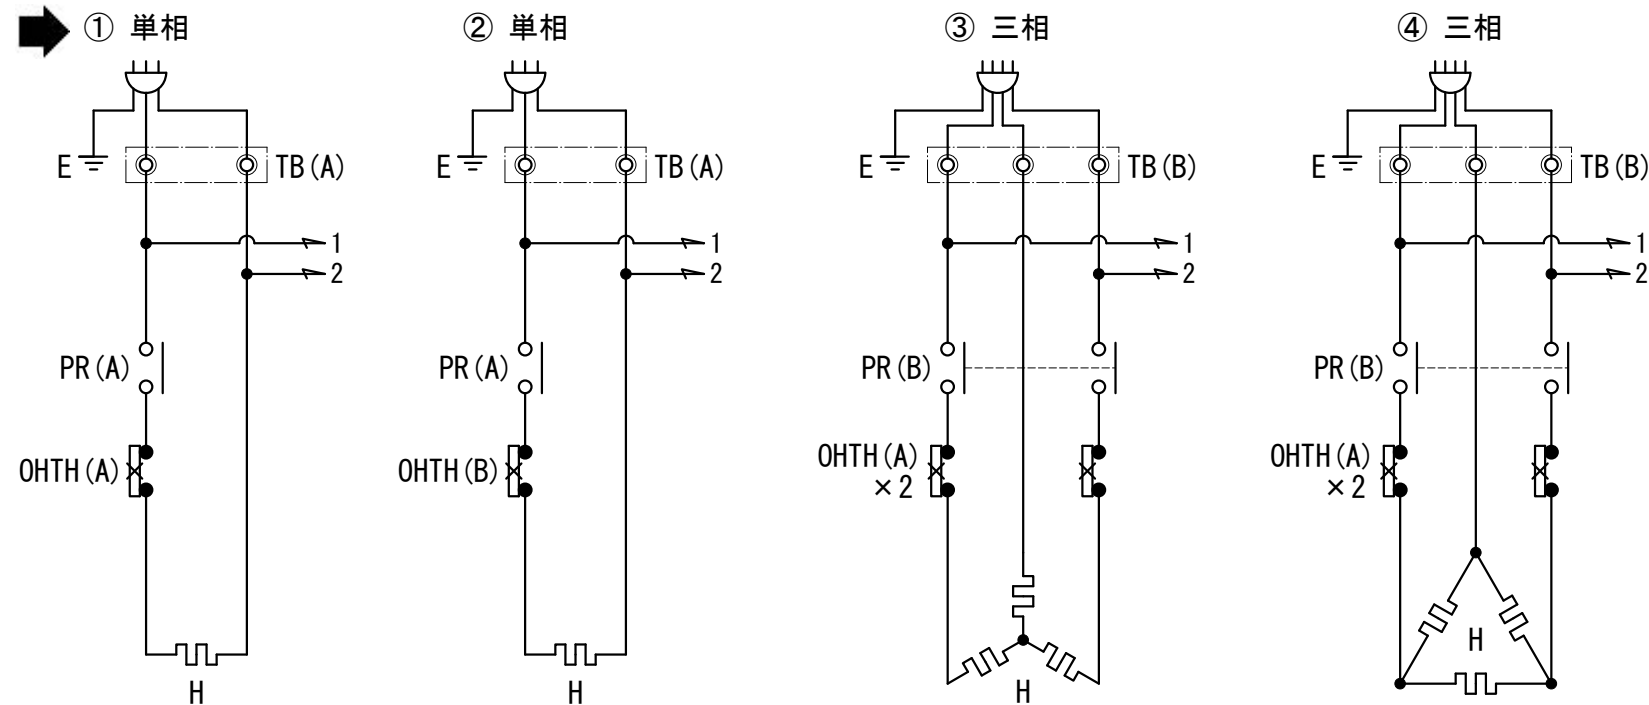 ① 単相
② 単相
③ 三相
④ 三相
E
TB(A)
E
TB(A)
E
TB(B)
E
TB(B)
1
2
1
2
1
2
1
2
PR(A)
PR(A)
PR(B)
PR(B)
OHTH(A)
OHTH(B)
OHTH(A)
×2
OHTH(A)
×2
H
H
H
H